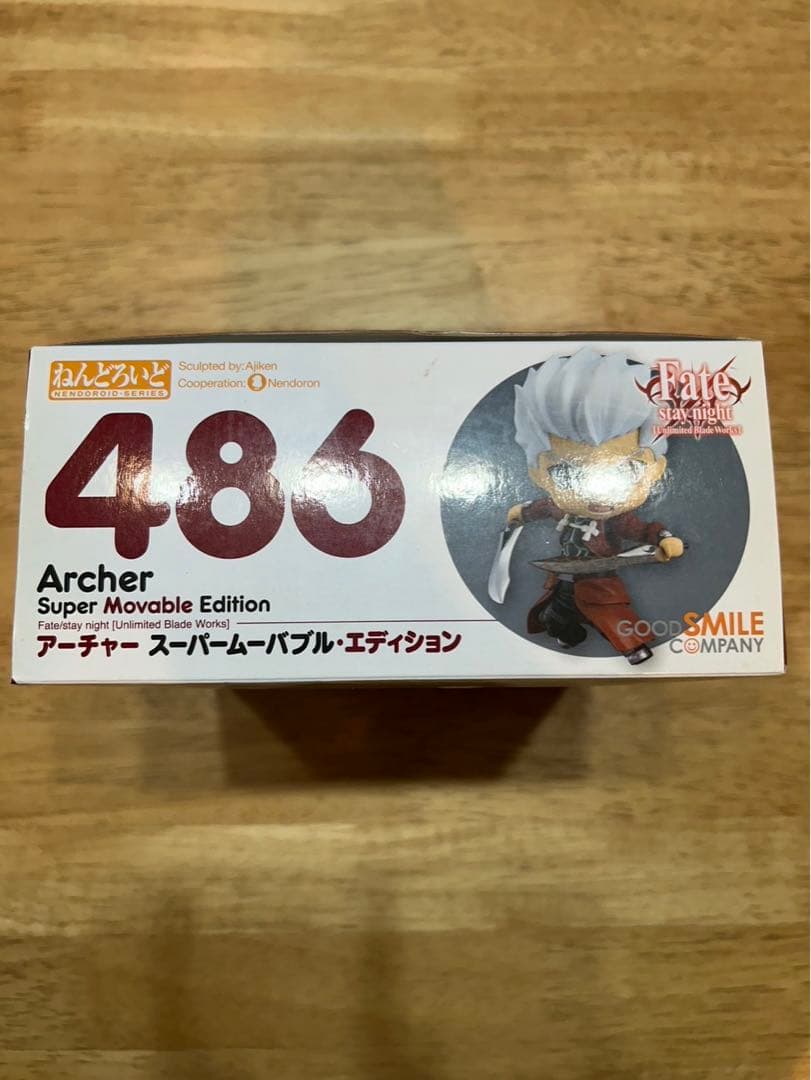 ねんどろいど
NENDOROID-SERIES
Sculpted by:Ajiken
Cooperation: Nendoron
486
Archer
Super Movable Edition
Fate/stay night [Unlimited Blade Works]
アーチャー スーパームーバブル・エディション
Fate
stay night
[Unlimited Blade Works]
GOOD SMILE
COMPANY